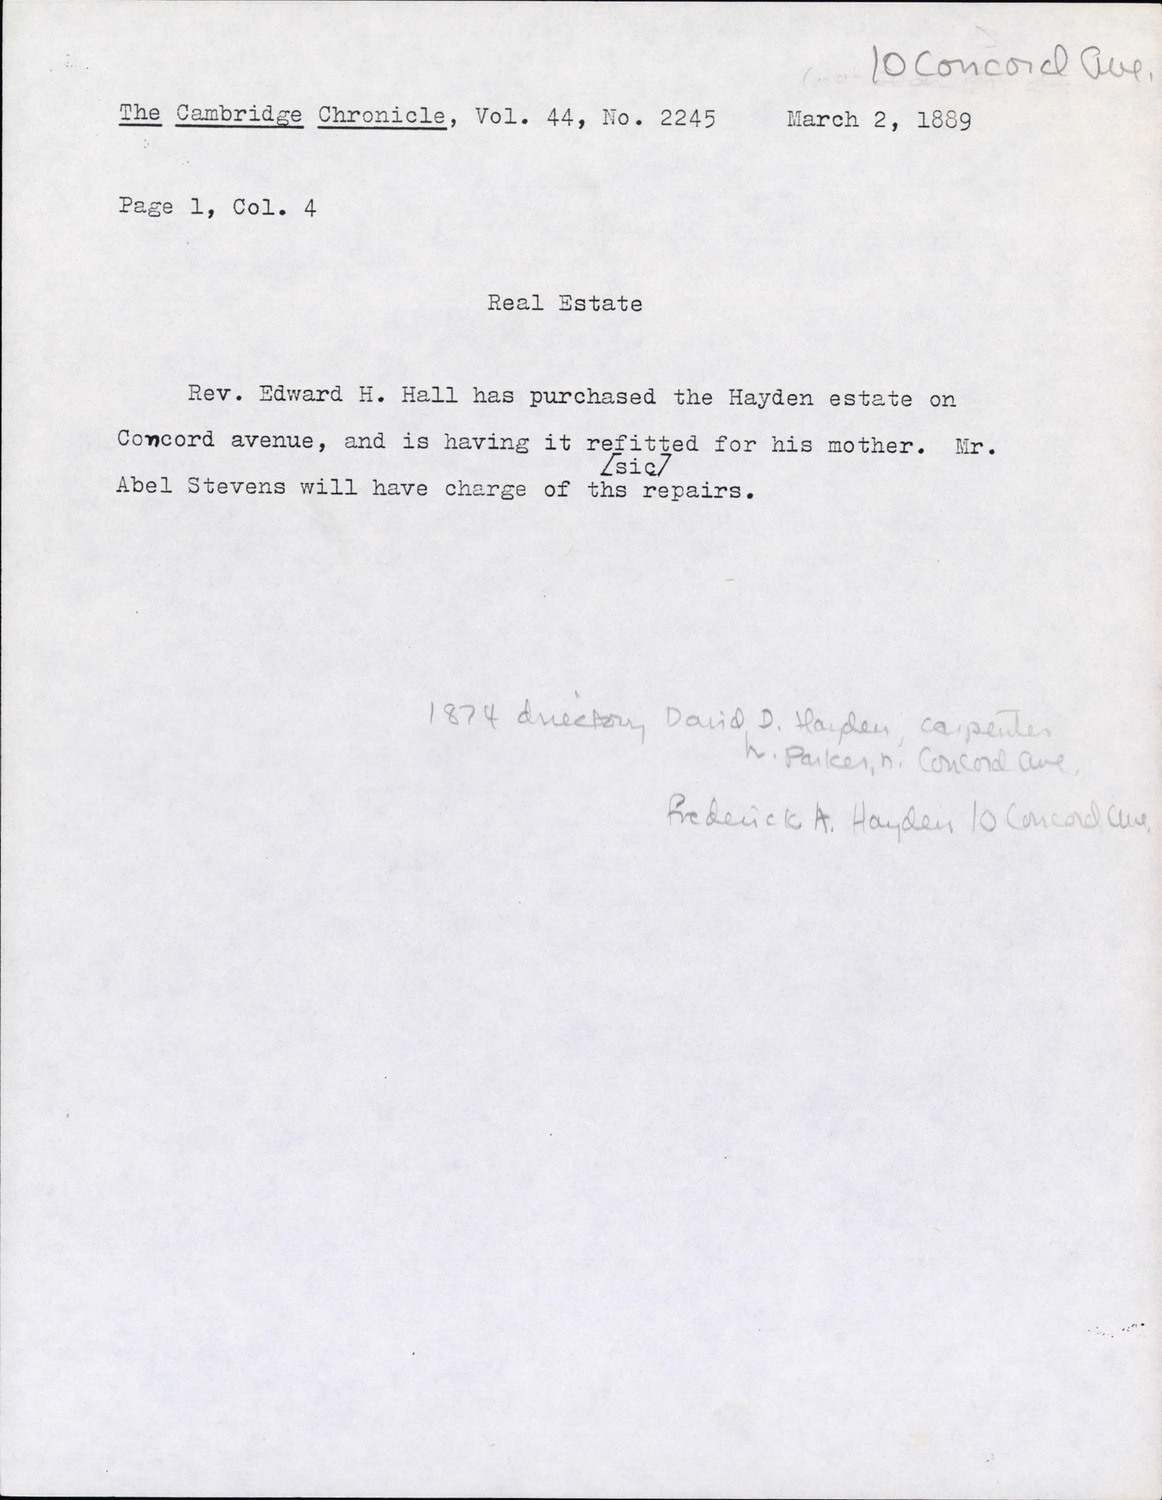 10 Concord Ave.
The Cambridge Chronicle, Vol. 44, No. 2245 March 2, 1889
Page 1, Col. 4
Real Estate
Rev. Edward H. Hall has purchased the Hayden estate on
Concord avenue, and is having it refitted for his mother. Mr.
/sic/
Abel Stevens will have charge of ths repairs.
1874 directory David D. Hayden, carpenter
h. Parker, n. Concord Ave.
Frederick A. Hayden 10 Concord Ave.